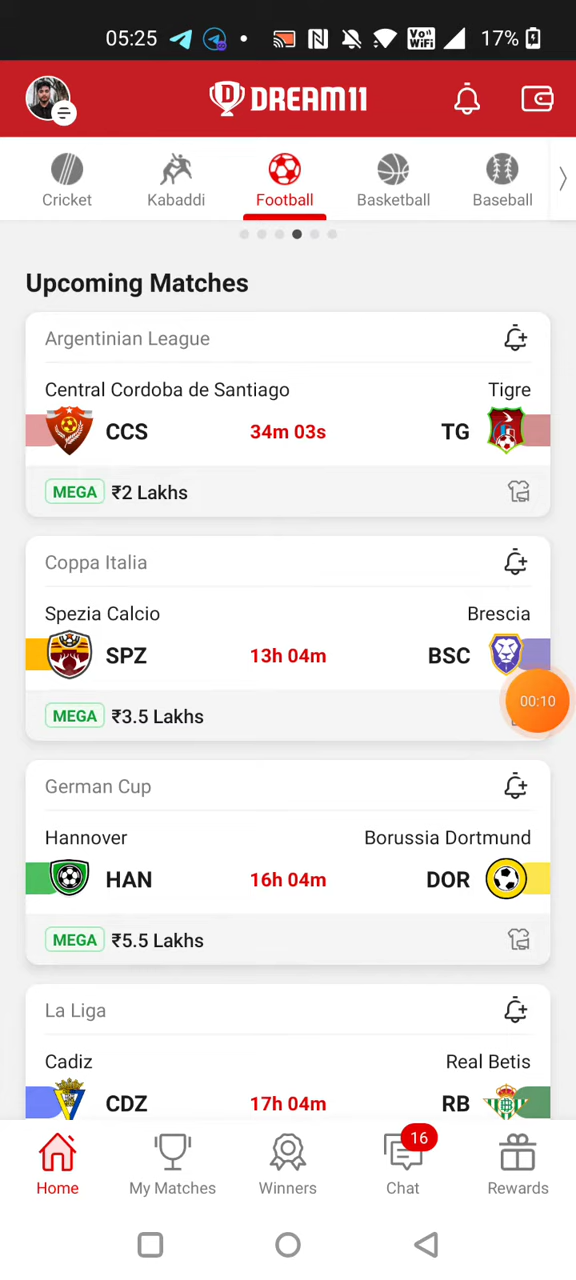 05:25 Vo WiFi 17%
DREAM11
Cricket Kabaddi Football Basketball Baseball
Upcoming Matches
Argentinian League
Central Cordoba de Santiago Tigre
CCS 34m 03s TG
MEGA ₹2 Lakhs
Coppa Italia
Spezia Calcio Brescia
SPZ 13h 04m BSC
MEGA ₹3.5 Lakhs
00:10
German Cup
Hannover Borussia Dortmund
HAN 16h 04m DOR
MEGA ₹5.5 Lakhs
La Liga
Cadiz Real Betis
CDZ 17h 04m RB
16
Home My Matches Winners Chat Rewards